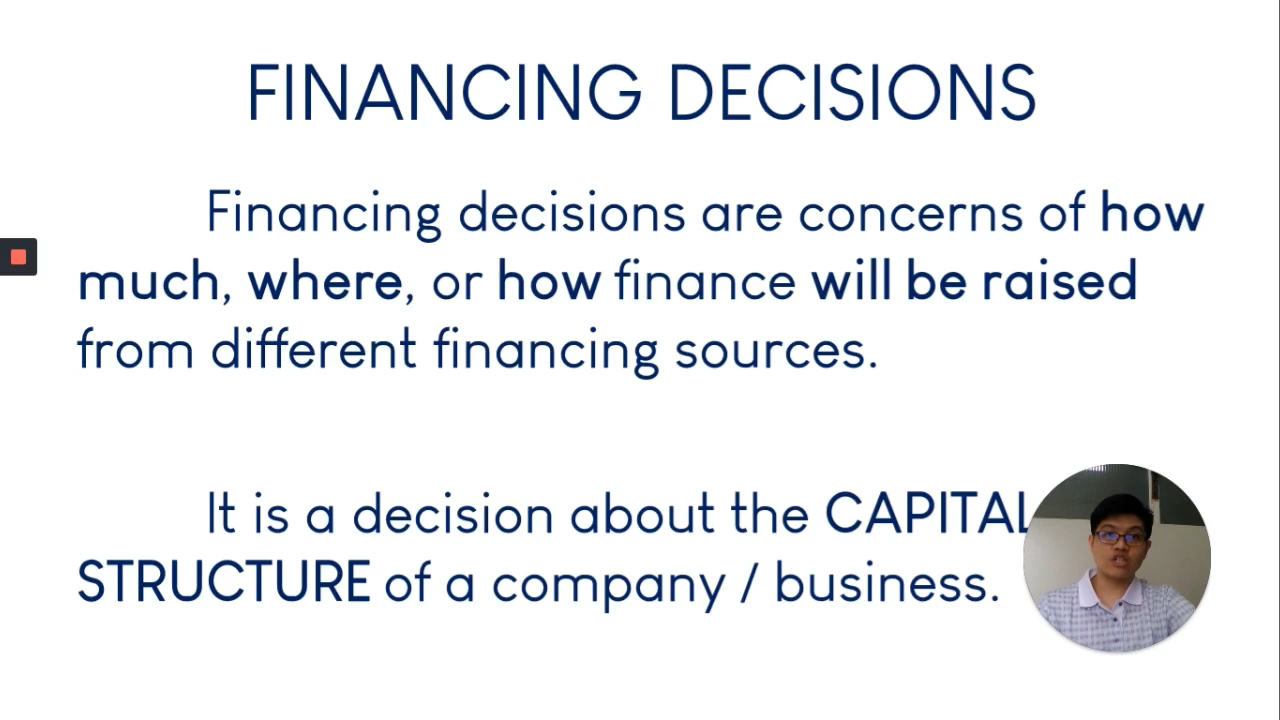 FINANCING DECISIONS
Financing decisions are concerns of how
much, where, or how finance will be raised
from different financing sources.
It is a decision about the CAPITAL
STRUCTURE of a company / business.